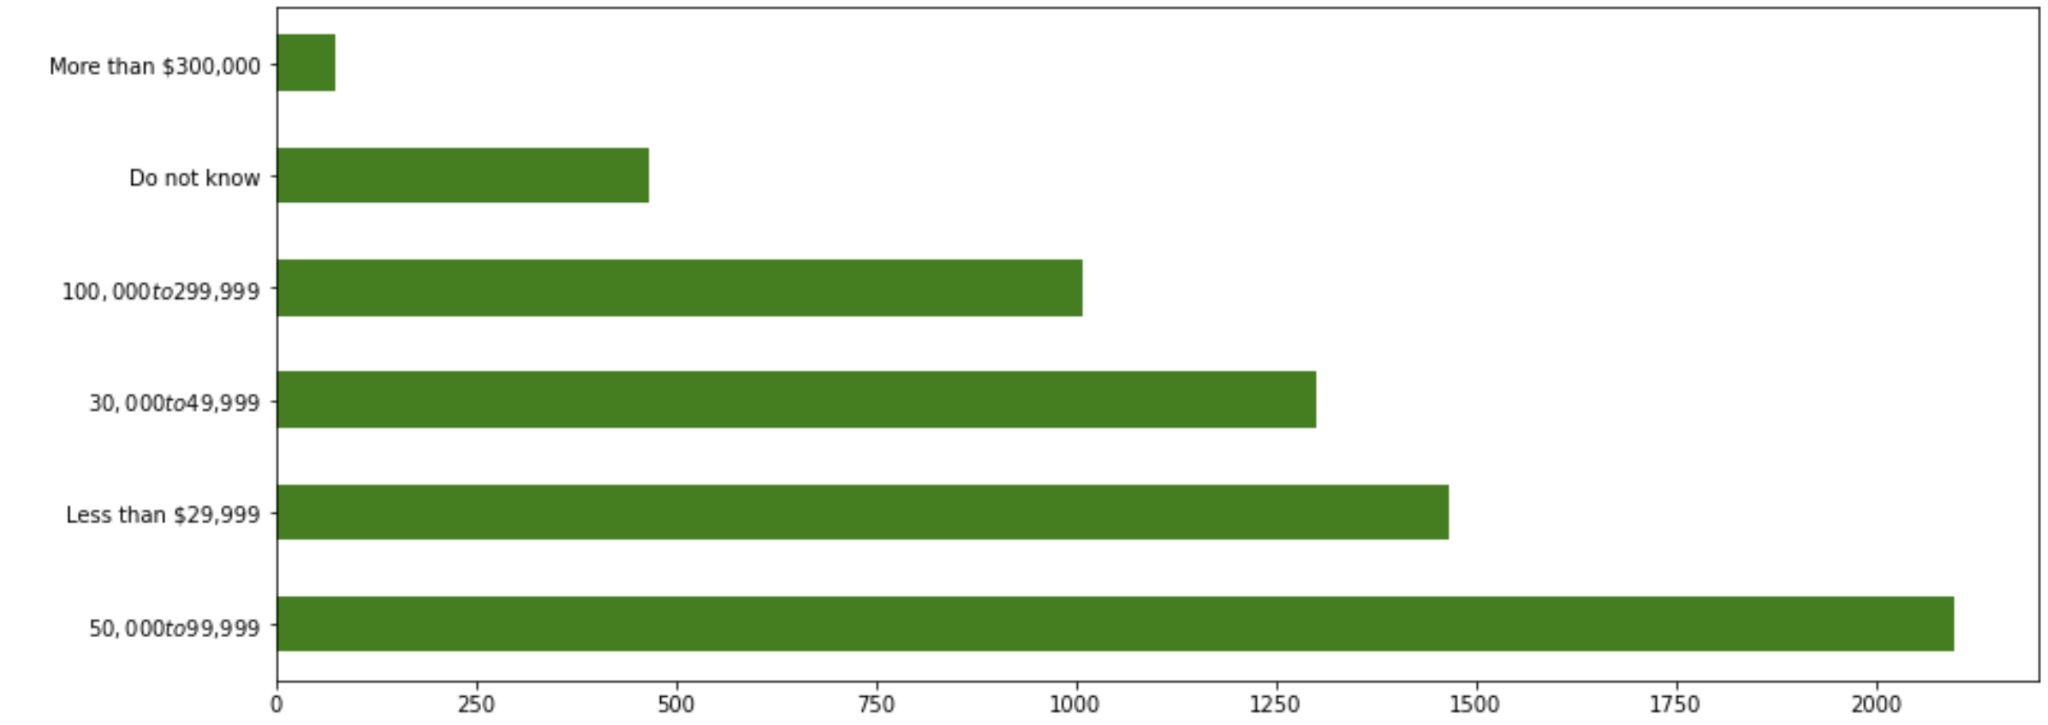 More than $300,000
Do not know
100,000to299,999
30,000to49,999
Less than $29,999
50,000to99,999
0 250 500 750 1000 1250 1500 1750 2000